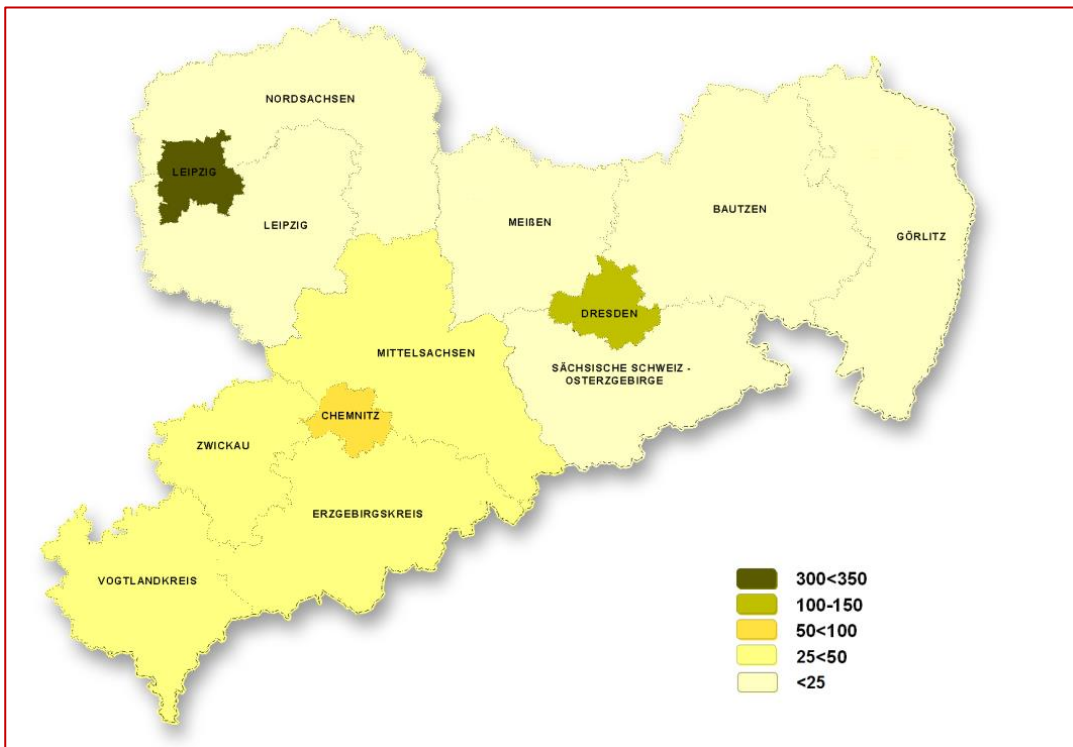 NORDSACHSEN
LEIPZIG
LEIPZIG
MEIßEN
BAUTZEN
GÖRLITZ
DRESDEN
MITTELSACHSEN
SÄCHSISCHE SCHWEIZ -
OSTERZGEBIRGE
CHEMNITZ
ZWICKAU
ERZGEBIRGSKREIS
VOGTLANDKREIS
300<350
100-150
50<100
25<50
<25